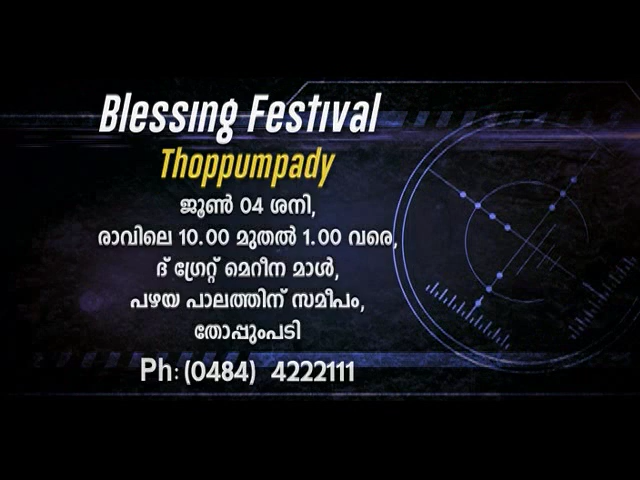 Blessing Festival
Thoppumpady
ജൂൺ 04 ശനി,
രാവിലെ 10.00 മുതൽ 1.00 വരെ,
ദ് ഗ്രേറ്റ് മെറീന മാൾ,
പഴയ പാലത്തിന് സമീപം,
തോപ്പുംപടി
Ph: (0484) 4222111